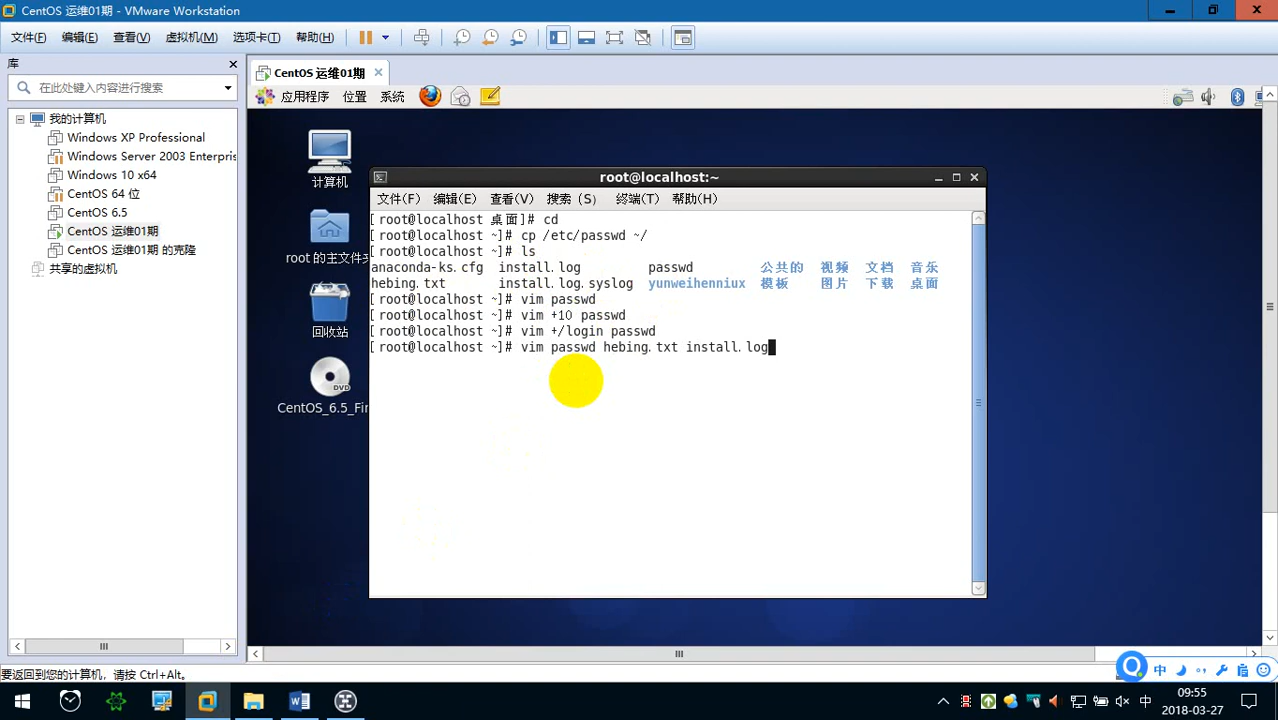 CentOS 运维01期 - VMware Workstation
文件(F) 编辑(E) 查看(V) 虚拟机(M) 选项卡(T) 帮助(H)
库
在此处键入内容进行搜索
我的计算机
Windows XP Professional
Windows Server 2003 Enterpris
Windows 10 x64
CentOS 64 位
CentOS 6.5
CentOS 运维01期
CentOS 运维01期 的克隆
共享的虚拟机
CentOS 运维01期
应用程序 位置 系统
计算机
root 的主文件夹
回收站
DVD
CentOS_6.5_Fin
root@localhost:~
文件(F) 编辑(E) 查看(V) 搜索 (S) 终端(T) 帮助(H)
[root@localhost 桌面]# cd
[root@localhost ~]# cp /etc/passwd ~/
[root@localhost ~]# ls
anaconda-ks.cfg install.log passwd 公共的 视频 文档 音乐
hebing.txt install.log.syslog yunweihenniux 模板 图片 下载 桌面
[root@localhost ~]# vim passwd
[root@localhost ~]# vim +10 passwd
[root@localhost ~]# vim +/login passwd
[root@localhost ~]# vim passwd hebing.txt install.log
要返回到您的计算机，请按 Ctrl+Alt。
中
中
09:55
2018-03-27